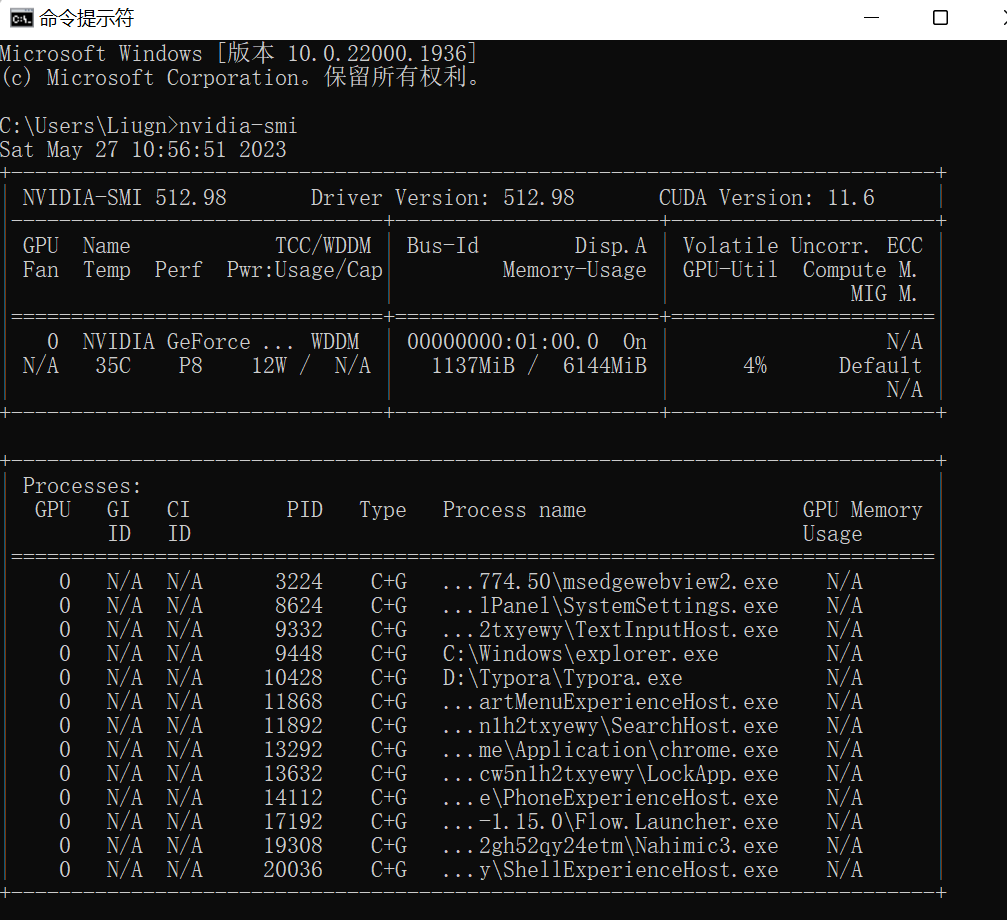 命令提示符
Microsoft Windows [版本 10.0.22000.1936]
(c) Microsoft Corporation。保留所有权利。
C:\Users\Liugn>nvidia-smi
Sat May 27 10:56:51 2023
NVIDIA-SMI 512.98 Driver Version: 512.98 CUDA Version: 11.6
GPU Name TCC/WDDM | Bus-Id Disp.A | Volatile Uncorr. ECC
Fan Temp Perf Pwr:Usage/Cap | Memory-Usage | GPU-Util Compute M.
MIG M.
0 NVIDIA GeForce ... WDDM | 00000000:01:00.0 On | N/A
N/A 35C P8 12W / N/A | 1137MiB / 6144MiB | 4% Default
N/A
Processes:
GPU GI CI PID Type Process name GPU Memory
ID ID Usage
0 N/A N/A 3224 C+G ...774.50\msedgewebview2.exe N/A
0 N/A N/A 8624 C+G ...lPanel\SystemSettings.exe N/A
0 N/A N/A 9332 C+G ...2txyewy\TextInputHost.exe N/A
0 N/A N/A 9448 C+G C:\Windows\explorer.exe N/A
0 N/A N/A 10428 C+G D:\Typora\Typora.exe N/A
0 N/A N/A 11868 C+G ...artMenuExperienceHost.exe N/A
0 N/A N/A 11892 C+G ...n1h2txyewy\SearchHost.exe N/A
0 N/A N/A 13292 C+G ...me\Application\chrome.exe N/A
0 N/A N/A 13632 C+G ...cw5n1h2txyewy\LockApp.exe N/A
0 N/A N/A 14112 C+G ...e\PhoneExperienceHost.exe N/A
0 N/A N/A 17192 C+G ...-1.15.0\Flow.Launcher.exe N/A
0 N/A N/A 19308 C+G ...2gh52qy24etm\Nahimic3.exe N/A
0 N/A N/A 20036 C+G ...y\ShellExperienceHost.exe N/A